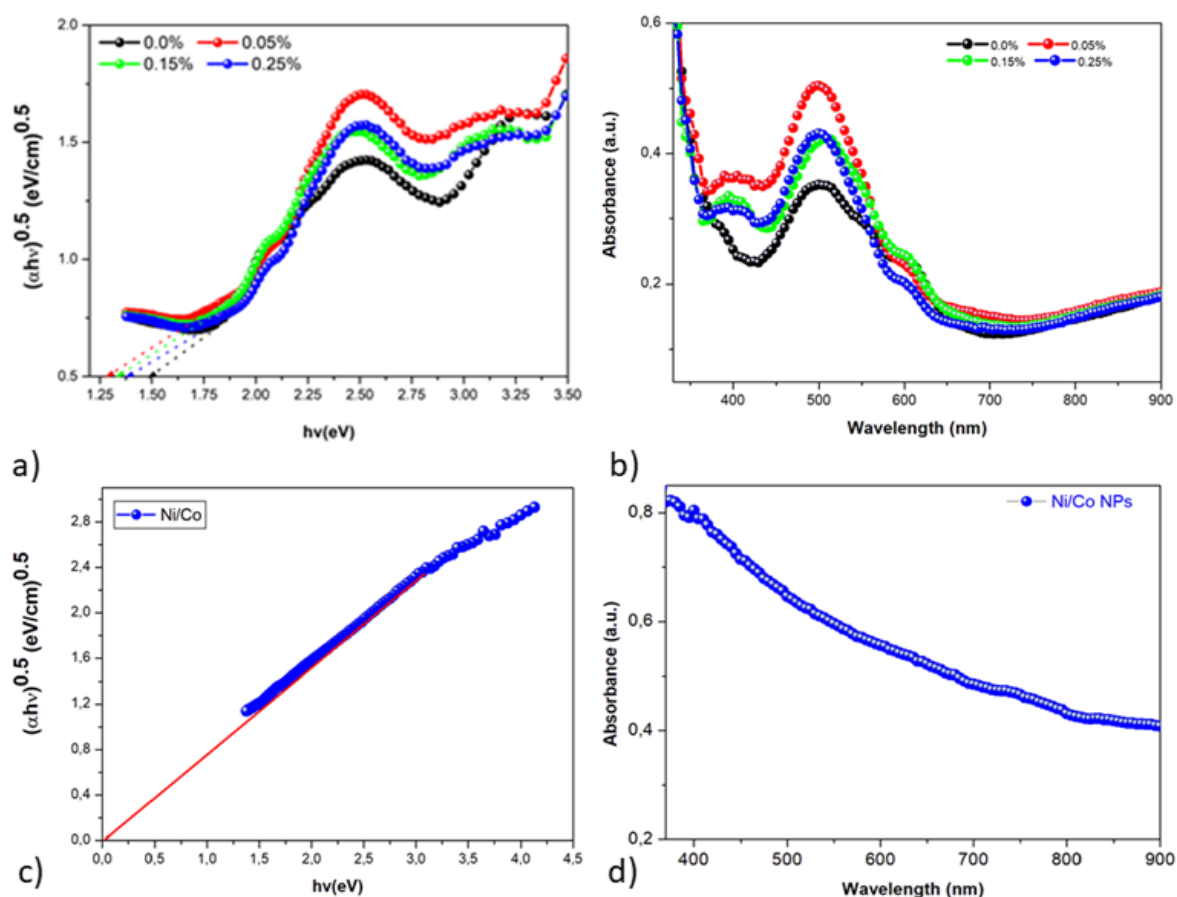 2.0
1.5
1.0
0.5
(αhν)^0.5 (eV/cm)^0.5
0.0% 0.05%
0.15% 0.25%
1.25 1.50 1.75 2.00 2.25 2.50 2.75 3.00 3.25 3.50
hν(eV)
a)
0,6
0,4
0,2
Absorbance (a.u.)
0.0% 0.05%
0.15% 0.25%
400 500 600 700 800 900
Wavelength (nm)
b)
2,8
2,4
2,0
1,6
1,2
0,8
0,4
0,0
(αhν)^0.5 (eV/cm)^0.5
Ni/Co
0,0 0,5 1,0 1,5 2,0 2,5 3,0 3,5 4,0 4,5
hν(eV)
c)
0,8
0,6
0,4
0,2
Absorbance (a.u.)
Ni/Co NPs
400 500 600 700 800 900
Wavelength (nm)
d)